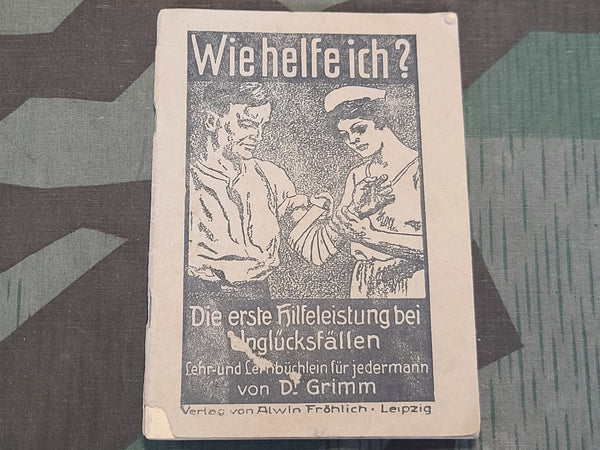 Wie helfe ich?
Die erste Hilfeleistung bei
Unglücksfällen
Lehr- und Lernbüchlein für jedermann
von Dr. Grimm
Verlag von Alwin Fröhlich · Leipzig